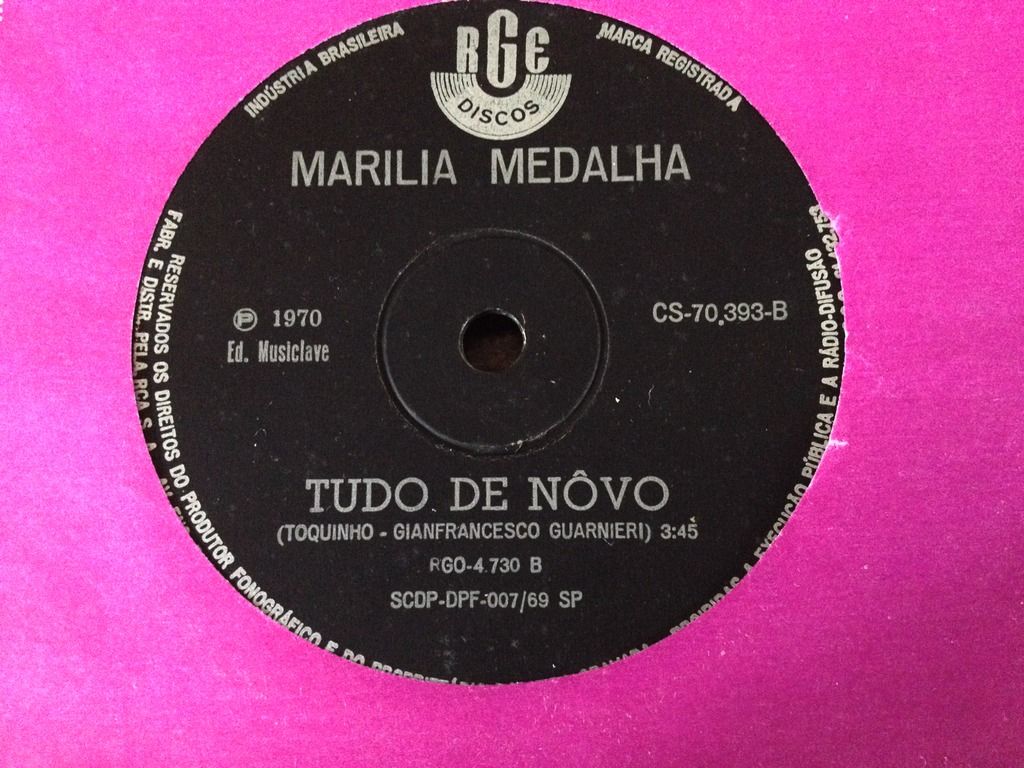 RGE
DISCOS
INDÚSTRIA BRASILEIRA
MARCA REGISTRADA
MARILIA MEDALHA
℗ 1970
Ed. Musiclave
CS-70.393-B
TUDO DE NÔVO
(TOQUINHO - GIANFRANCESCO GUARNIERI) 3:45
RGO-4.730 B
SCDP-DPF-007/69 SP
RESERVADOS OS DIREITOS DO PRODUTOR FONOGRÁFICO E DO
FABR. E DISTR. PELA RCA S. A.
A EXECUÇÃO PÚBLICA E A RÁDIO-DIFUSÃO